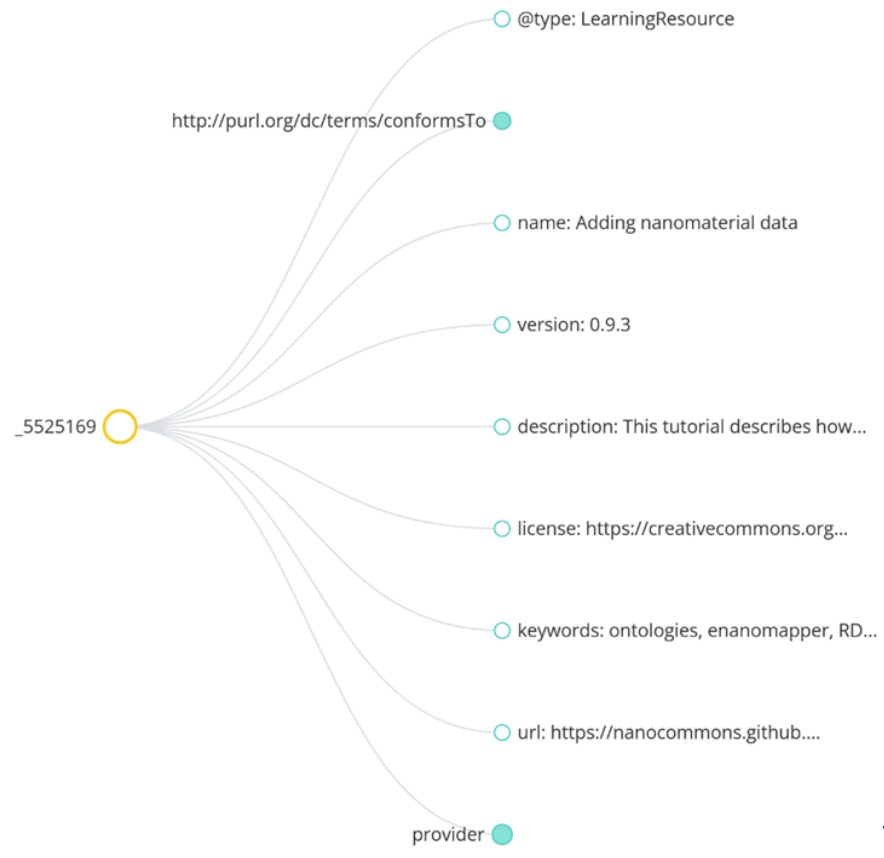 @type: LearningResource
http://purl.org/dc/terms/conformsTo
name: Adding nanomaterial data
version: 0.9.3
_5525169
description: This tutorial describes how...
license: https://creativecommons.org...
keywords: ontologies, enanomapper, RD...
url: https://nanocommons.github....
provider